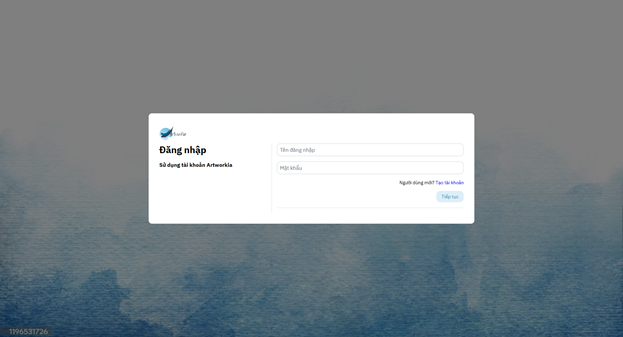 Đăng nhập
Sử dụng tài khoản Artworkia
Tên đăng nhập
Mật khẩu
Người dùng mới? Tạo tài khoản
Tiếp tục
1196531726